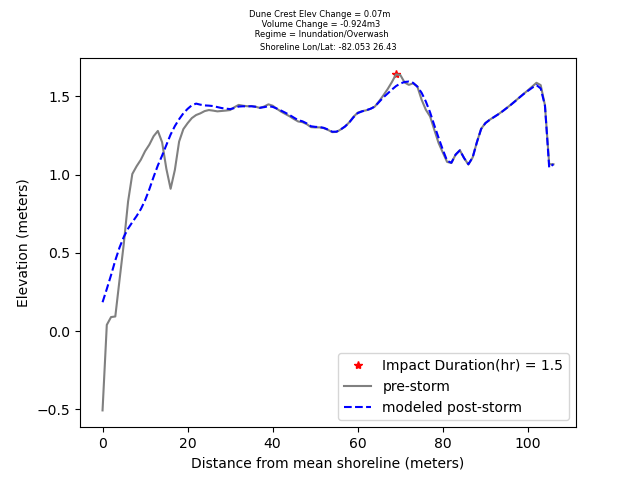 Dune Crest Elev Change = 0.07m
Volume Change = -0.924m3
Regime = Inundation/Overwash
Shoreline Lon/Lat: -82.053 26.43
1.5
1.0
0.5
0.0
−0.5
Elevation (meters)
Impact Duration(hr) = 1.5
pre-storm
modeled post-storm
0 20 40 60 80 100
Distance from mean shoreline (meters)